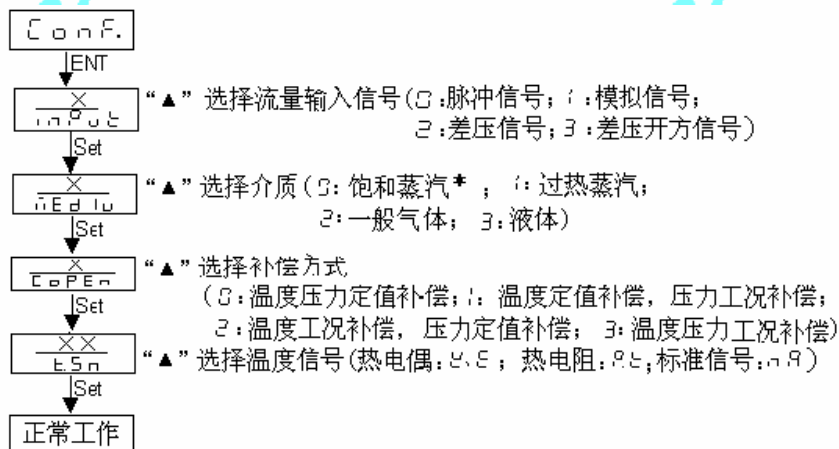 ConF.
ENT
X
inPut
“▲” 选择流量输入信号(0:脉冲信号; 1:模拟信号;
2:差压信号; 3:差压开方信号)
Set
X
“▲” 选择介质(0: 饱和蒸汽* ; 1: 过热蒸汽;
2:一般气体; 3:液体)
Set
X
CoPEn
“▲” 选择补偿方式
(0:温度压力定值补偿; 1: 温度定值补偿, 压力工况补偿;
2:温度工况补偿, 压力定值补偿; 3:温度压力工况补偿)
Set
XX
t.Sn
“▲” 选择温度信号(热电偶: ; 热电阻: ;标准信号: )
Set
正常工作